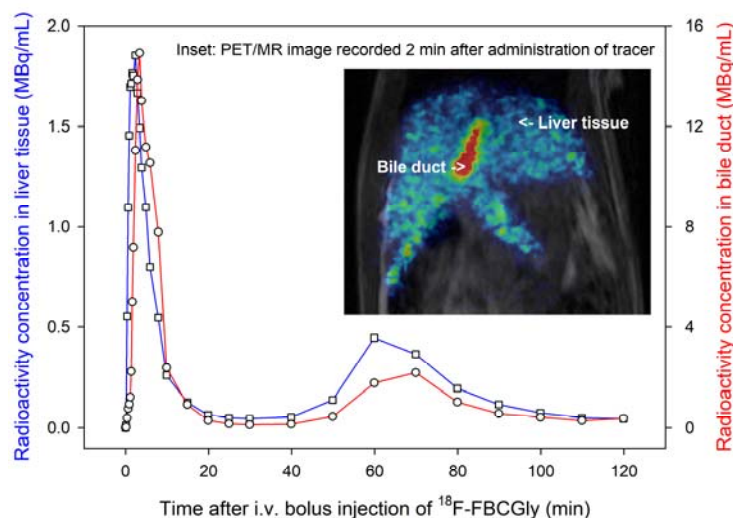 Inset: PET/MR image recorded 2 min after administration of tracer
<- Liver tissue
Bile duct ->
Radioactivity concentration in liver tissue (MBq/mL)
2.0
1.5
1.0
0.5
0.0
16
12
8
4
0
Radioactivity concentration in bile duct (MBq/mL)
0 20 40 60 80 100 120
Time after i.v. bolus injection of ¹⁸F-FBCGly (min)